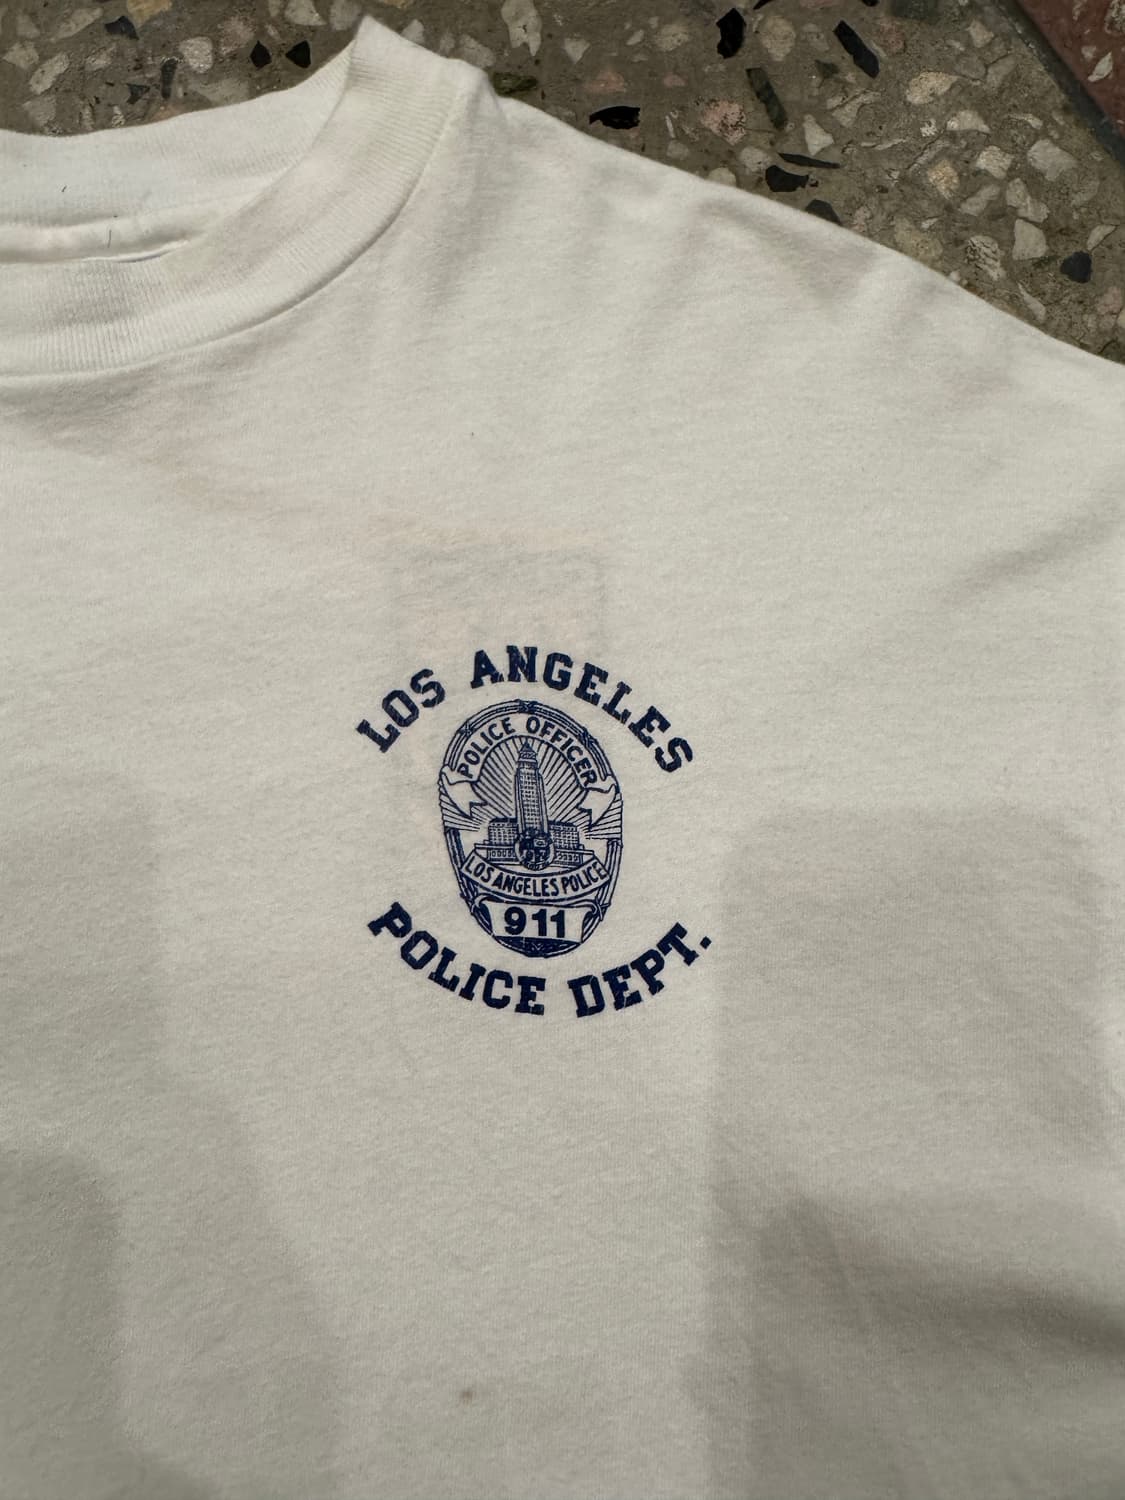 LOS ANGELES
POLICE OFFICER
LOS ANGELES POLICE
911
POLICE DEPT.